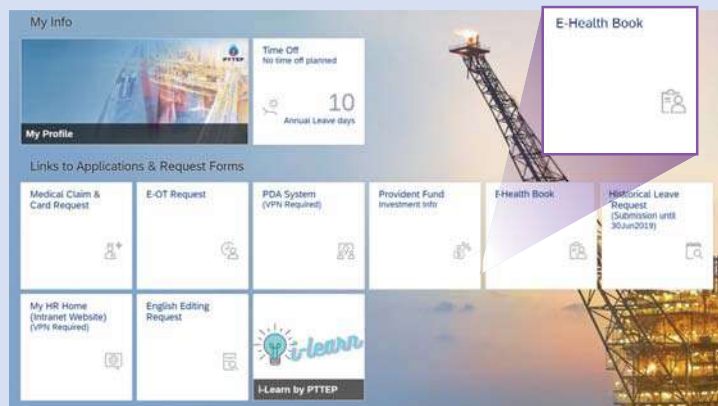 My Info
E-Health Book
PTTEP
My Profile
Time Off
No time off planned
10
Annual Leave days
Links to Applications & Request Forms
Medical Claim &
Card Request
E-OT Request
PDA System
(VPN Required)
Provident Fund
Investment Info
E-Health Book
Historical Leave
Request
(Submission until
30Jun2019)
My HR Home
(Intranet Website)
(VPN Required)
English Editing
Request
i-learn
i-Learn by PTTEP